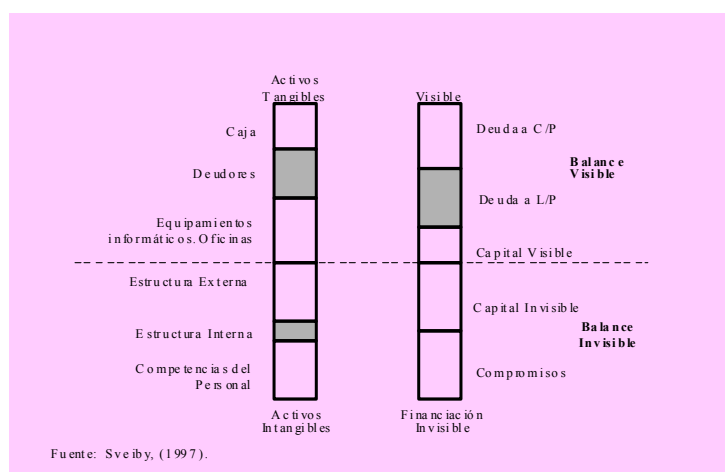 Activos
Tangibles
Visible
Caja
Deuda a C/P
Balance
Visible
Deudores
Deuda a L/P
Equipamientos
informáticos. Oficinas
Capital Visible
Estructura Externa
Capital Invisible
Balance
Invisible
Estructura Interna
Competencias del
Personal
Compromisos
Activos
Intangibles
Financiación
Invisible
Fuente: Sveiby, (1997).